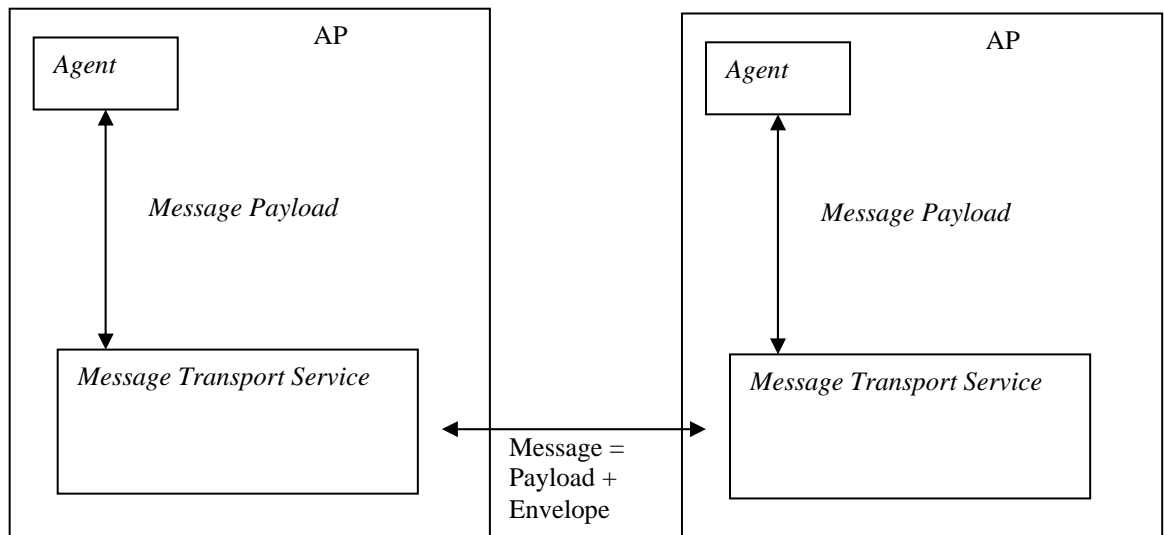 AP
Agent
Message Payload
Message Transport Service
Message =
Payload +
Envelope
AP
Agent
Message Payload
Message Transport Service